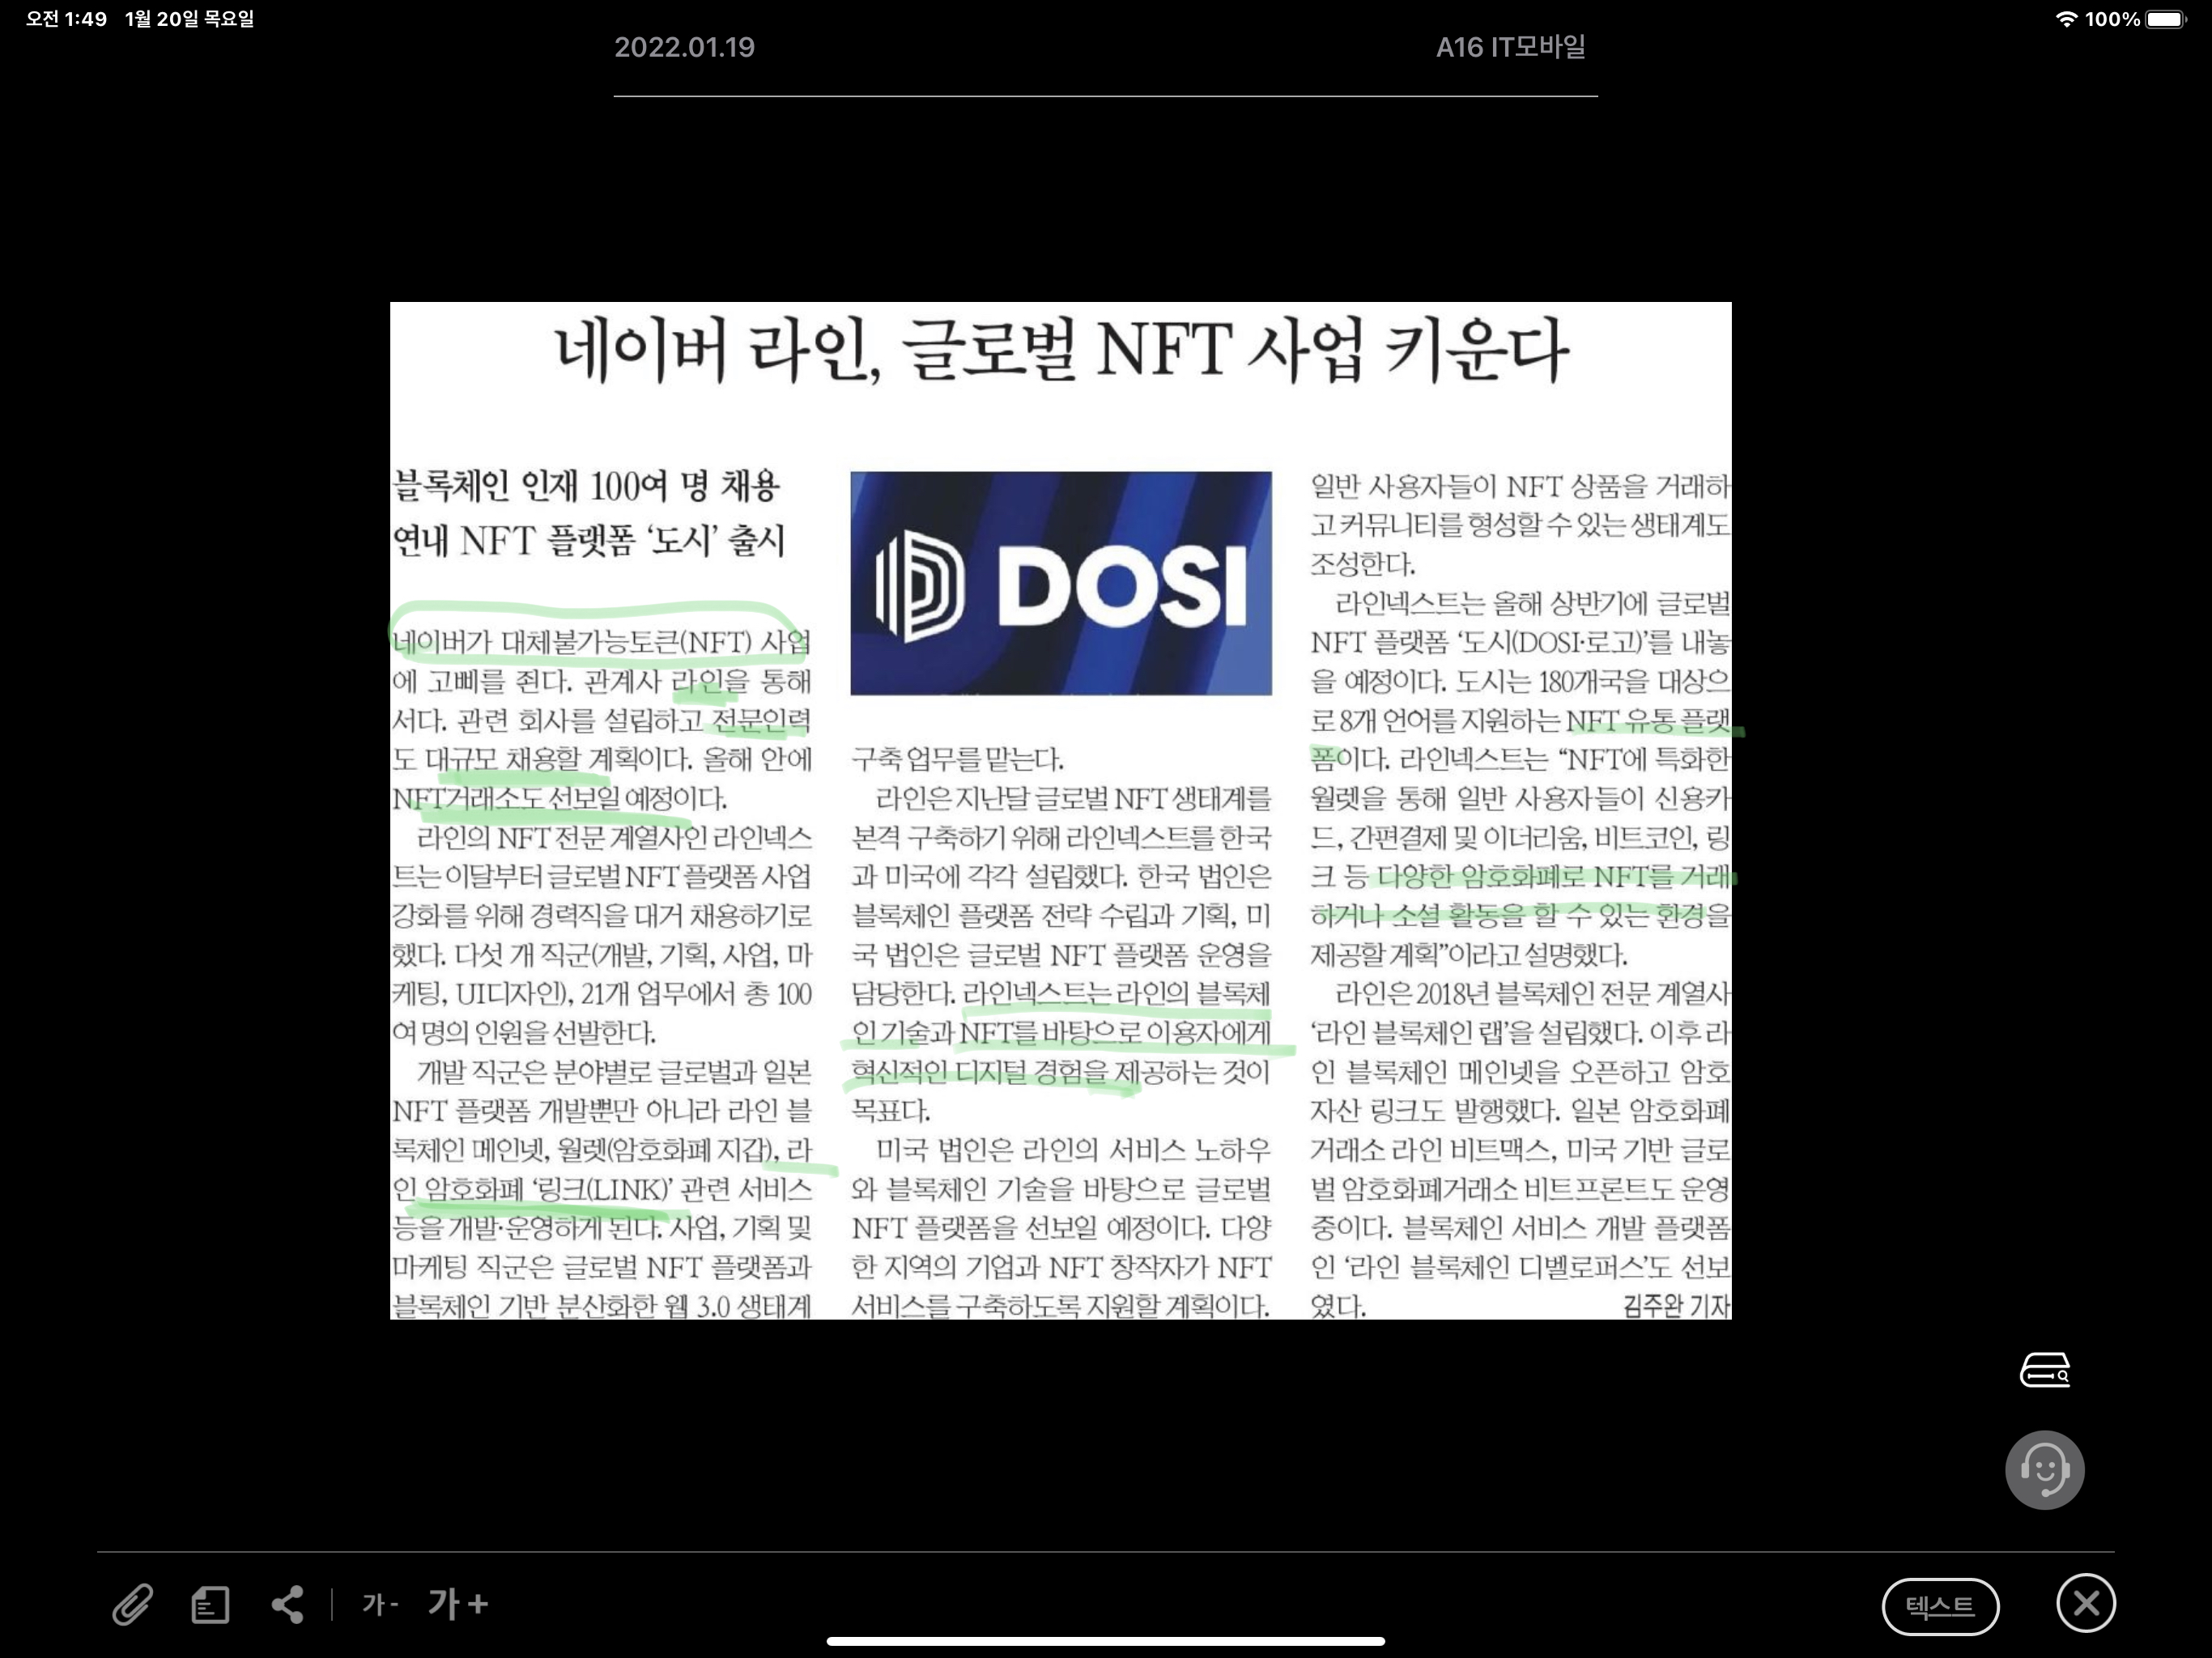 오전 1:49 1월 20일 목요일
100%
2022.01.19
A16 IT모바일
네이버 라인, 글로벌 NFT 사업 키운다
블록체인 인재 100여 명 채용
연내 NFT 플랫폼 ‘도시’ 출시
네이버가 대체불가능토큰(NFT) 사업
에 고삐를 죈다. 관계사 라인을 통해
서다. 관련 회사를 설립하고 전문인력
도 대규모 채용할 계획이다. 올해 안에
NFT거래소도 선보일 예정이다.
라인의 NFT 전문 계열사인 라인넥스
트는 이달부터 글로벌 NFT 플랫폼 사업
강화를 위해 경력직을 대거 채용하기로
했다. 다섯 개 직군(개발, 기획, 사업, 마
케팅, UI디자인), 21개 업무에서 총 100
여 명의 인원을 선발한다.
개발 직군은 분야별로 글로벌과 일본
NFT 플랫폼 개발뿐만 아니라 라인 블
록체인 메인넷, 월렛(암호화폐 지갑), 라
인 암호화폐 ‘링크(LINK)’ 관련 서비스
등을 개발·운영하게 된다. 사업, 기획 및
마케팅 직군은 글로벌 NFT 플랫폼과
블록체인 기반 분산화한 웹 3.0 생태계
DOSI
구축 업무를 맡는다.
라인은 지난달 글로벌 NFT 생태계를
본격 구축하기 위해 라인넥스트를 한국
과 미국에 각각 설립했다. 한국 법인은
블록체인 플랫폼 전략 수립과 기획, 미
국 법인은 글로벌 NFT 플랫폼 운영을
담당한다. 라인넥스트는 라인의 블록체
인 기술과 NFT를 바탕으로 이용자에게
혁신적인 디지털 경험을 제공하는 것이
목표다.
미국 법인은 라인의 서비스 노하우
와 블록체인 기술을 바탕으로 글로벌
NFT 플랫폼을 선보일 예정이다. 다양
한 지역의 기업과 NFT 창작자가 NFT
서비스를 구축하도록 지원할 계획이다.
일반 사용자들이 NFT 상품을 거래하
고 커뮤니티를 형성할 수 있는 생태계도
조성한다.
라인넥스트는 올해 상반기에 글로벌
NFT 플랫폼 ‘도시(DOSI·로고)’를 내놓
을 예정이다. 도시는 180개국을 대상으
로 8개 언어를 지원하는 NFT 유통 플랫
폼이다. 라인넥스트는 “NFT에 특화한
월렛을 통해 일반 사용자들이 신용카
드, 간편결제 및 이더리움, 비트코인, 링
크 등 다양한 암호화폐로 NFT를 거래
하거나 소셜 활동을 할 수 있는 환경을
제공할 계획”이라고 설명했다.
라인은 2018년 블록체인 전문 계열사
‘라인 블록체인 랩’을 설립했다. 이후 라
인 블록체인 메인넷을 오픈하고 암호
자산 링크도 발행했다. 일본 암호화폐
거래소 라인 비트맥스, 미국 기반 글로
벌 암호화폐거래소 비트프론트도 운영
중이다. 블록체인 서비스 개발 플랫폼
인 ‘라인 블록체인 디벨로퍼스’도 선보
였다.
김주완 기자
가- 가+
텍스트